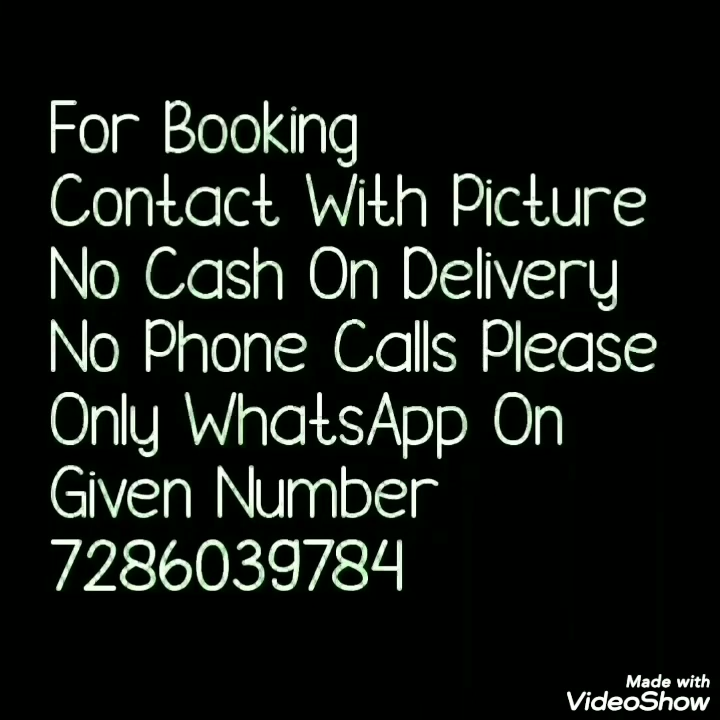 For Booking
Contact With Picture
No Cash On Delivery
No Phone Calls Please
Only WhatsApp On
Given Number
7286039784
Made with
VideoShow